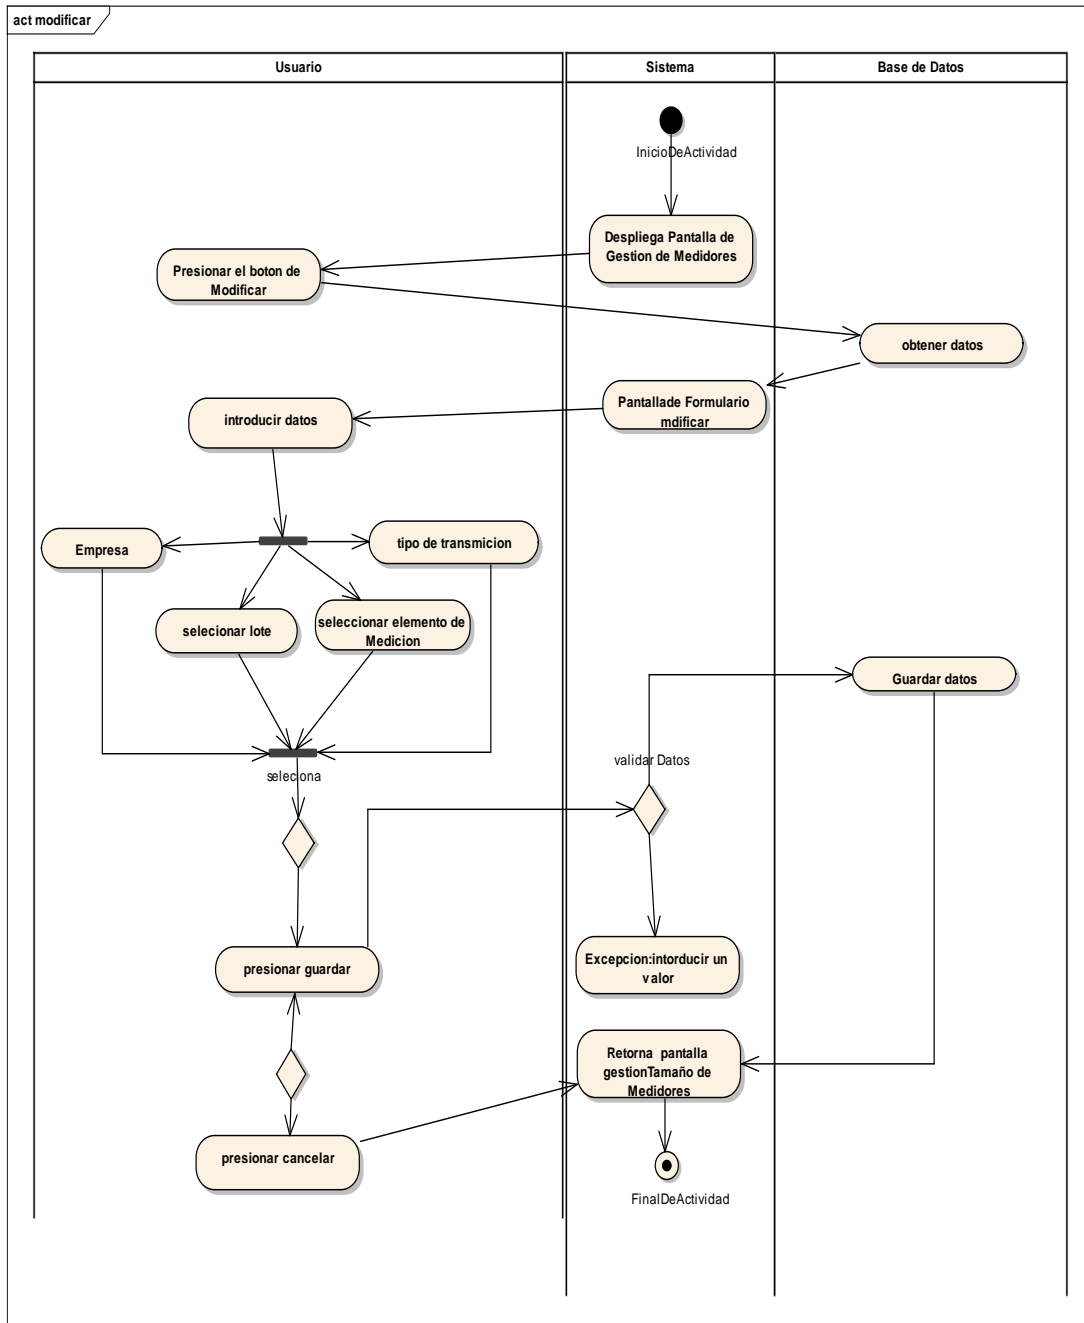 act modificar
Usuario
Sistema
Base de Datos
InicioDeActividad
Despliega Pantalla de
Gestion de Medidores
Presionar el boton de
Modificar
obtener datos
Pantallade Formulario
mdificar
introducir datos
Empresa
tipo de transmicion
selecionar lote
seleccionar elemento de
Medicion
Guardar datos
validar Datos
seleciona
presionar guardar
Excepcion:intorducir un
valor
Retorna pantalla
gestionTamaño de
Medidores
presionar cancelar
FinalDeActividad